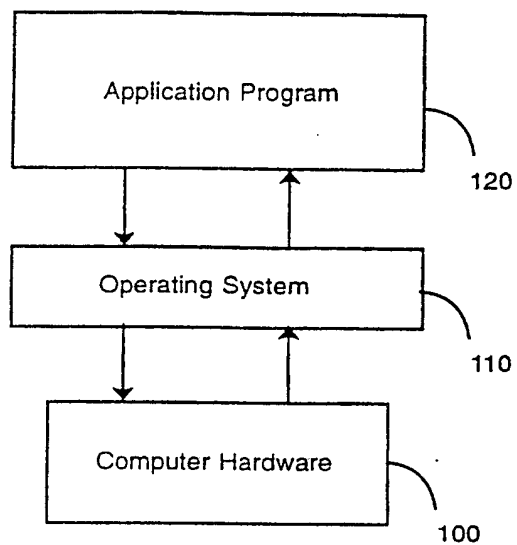 Application Program
120
Operating System
110
Computer Hardware
100